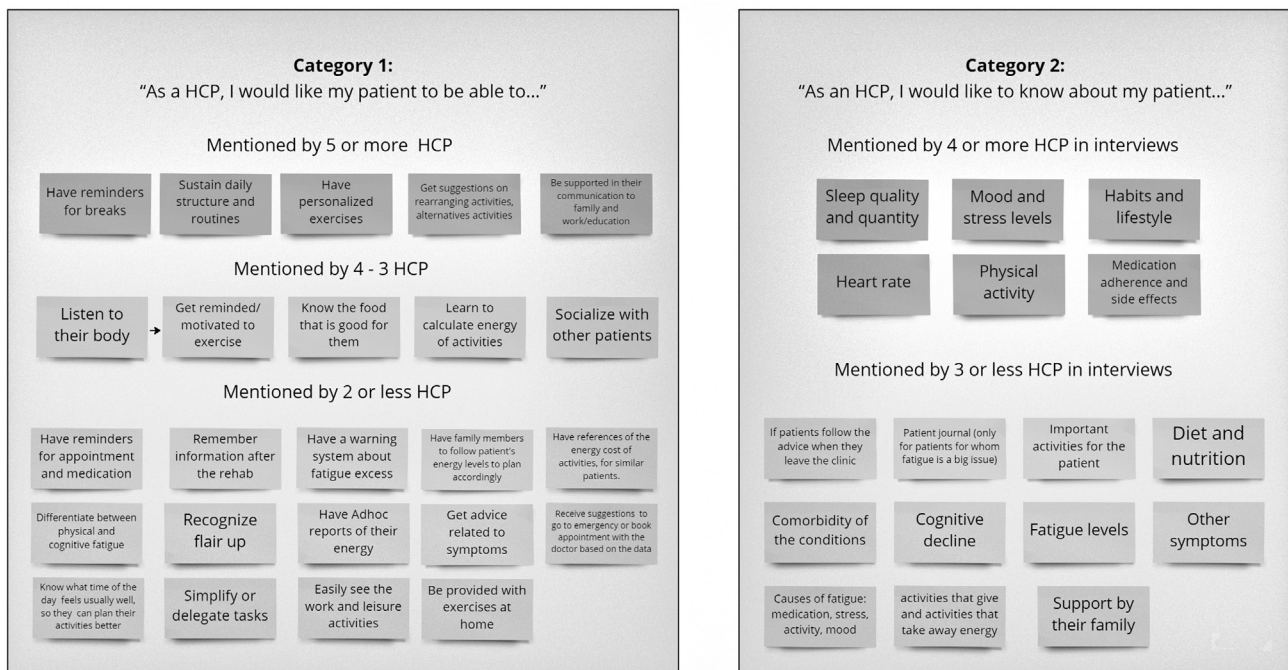 Category 1:
“As a HCP, I would like my patient to be able to...”
Mentioned by 5 or more HCP
Have reminders
for breaks
Sustain daily
structure and
routines
Have
personalized
exercises
Get suggestions on
rearranging activities,
alternatives activities
Be supported in their
communication to
family and
work/education
Mentioned by 4 - 3 HCP
Listen to
their body
Get reminded/
motivated to
exercise
Know the food
that is good for
them
Learn to
calculate energy
of activities
Socialize with
other patients
Mentioned by 2 or less HCP
Have reminders
for appointment
and medication
Remember
information after
the rehab
Have a warning
system about
fatigue excess
Have family members
to follow patient's
energy levels to plan
accordingly
Have references of the
energy cost of
activities, for similar
patients.
Differentiate between
physical and
cognitive fatigue
Recognize
flair up
Have Adhoc
reports of their
energy
Get advice
related to
symptoms
Receive suggestions to
go to emergency or book
appointment with the
doctor based on the data
Know what time of the
day feels usually well,
so they can plan their
activities better
Simplify or
delegate tasks
Easily see the
work and leisure
activities
Be provided with
exercises at
home
Category 2:
“As an HCP, I would like to know about my patient...”
Mentioned by 4 or more HCP in interviews
Sleep quality
and quantity
Mood and
stress levels
Habits and
lifestyle
Heart rate
Physical
activity
Medication
adherence and
side effects
Mentioned by 3 or less HCP in interviews
If patients follow the
advice when they
leave the clinic
Patient journal (only
for patients for whom
fatigue is a big issue)
Important
activities for the
patient
Diet and
nutrition
Comorbidity of
the conditions
Cognitive
decline
Fatigue levels
Other
symptoms
Causes of fatigue:
medication, stress,
activity, mood
activities that give
and activities that
take away energy
Support by
their family